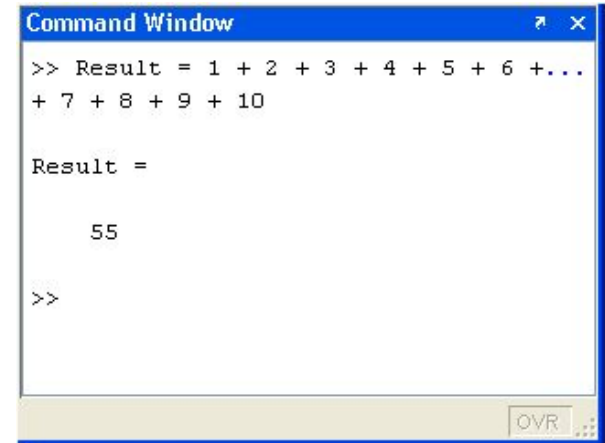 Command Window
>> Result = 1 + 2 + 3 + 4 + 5 + 6 +...
+ 7 + 8 + 9 + 10
Result =
55
>>
OVR